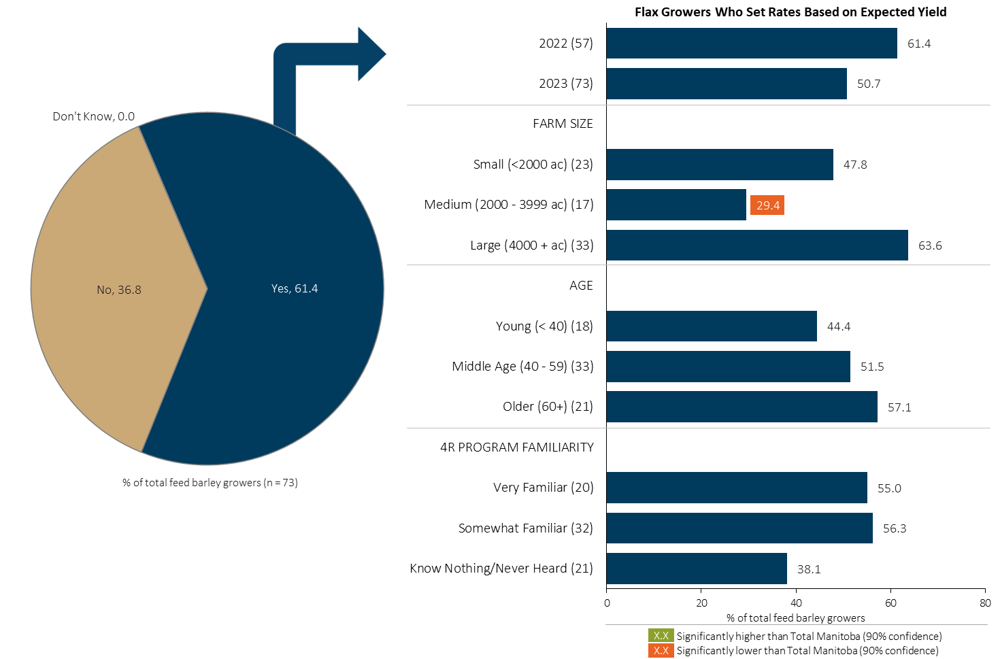 Flax Growers Who Set Rates Based on Expected Yield
2022 (57)
61.4
2023 (73)
50.7
FARM SIZE
Small (<2000 ac) (23)
47.8
Medium (2000 - 3999 ac) (17)
29.4
Large (4000 + ac) (33)
63.6
AGE
Young (< 40) (18)
44.4
Middle Age (40 - 59) (33)
51.5
Older (60+) (21)
57.1
4R PROGRAM FAMILIARITY
Very Familiar (20)
55.0
Somewhat Familiar (32)
56.3
Know Nothing/Never Heard (21)
38.1
0 20 40 60 80
% of total feed barley growers
X.X Significantly higher than Total Manitoba (90% confidence)
X.X Significantly lower than Total Manitoba (90% confidence)
Don't Know, 0.0
No, 36.8
Yes, 61.4
% of total feed barley growers (n = 73)